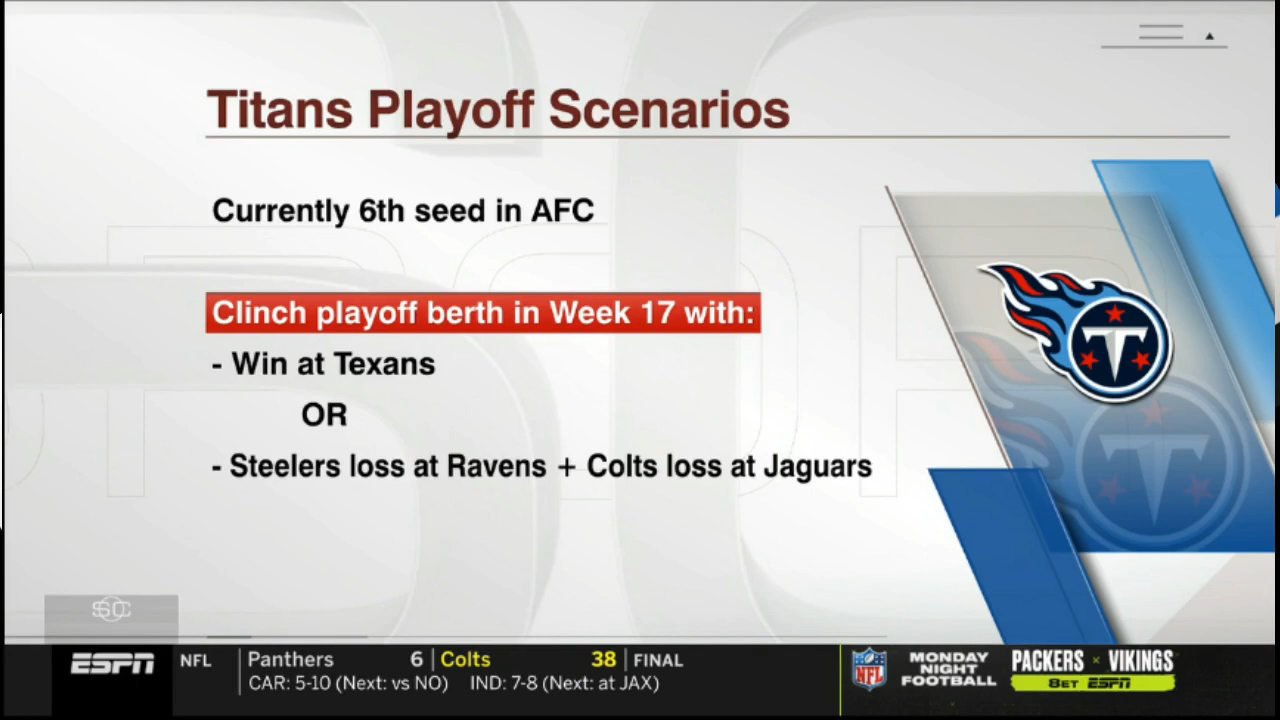 Titans Playoff Scenarios
Currently 6th seed in AFC
Clinch playoff berth in Week 17 with:
- Win at Texans
OR
- Steelers loss at Ravens + Colts loss at Jaguars
SC
ESPN NFL Panthers 6 Colts 38 FINAL
CAR: 5-10 (Next: vs NO) IND: 7-8 (Next: at JAX)
NFL
MONDAY
NIGHT
FOOTBALL
PACKERS × VIKINGS
8ET ESPN
T